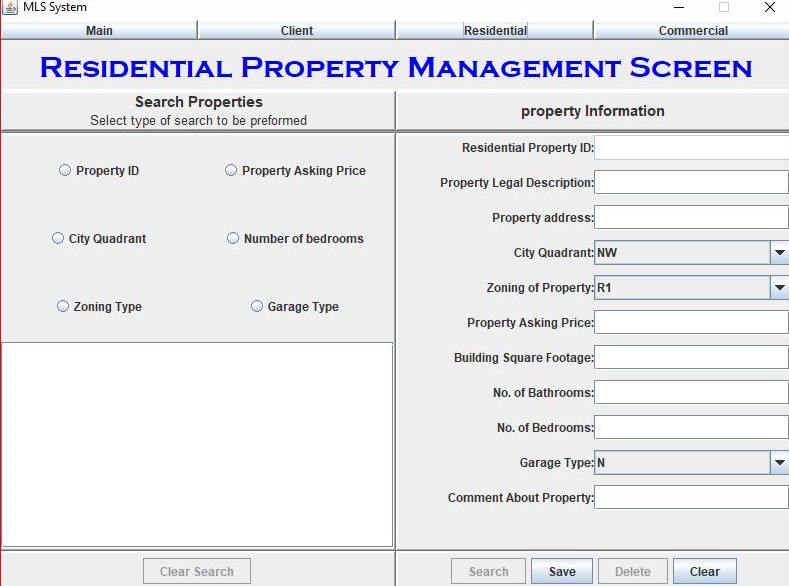 MLS System
Main Client Residential Commercial
Residential Property Management Screen
Search Properties
Select type of search to be preformed
property Information
Property ID Property Asking Price
City Quadrant Number of bedrooms
Zoning Type Garage Type
Residential Property ID:
Property Legal Description:
Property address:
City Quadrant: NW
Zoning of Property: R1
Property Asking Price:
Building Square Footage:
No. of Bathrooms:
No. of Bedrooms:
Garage Type: N
Comment About Property:
Clear Search Search Save Delete Clear